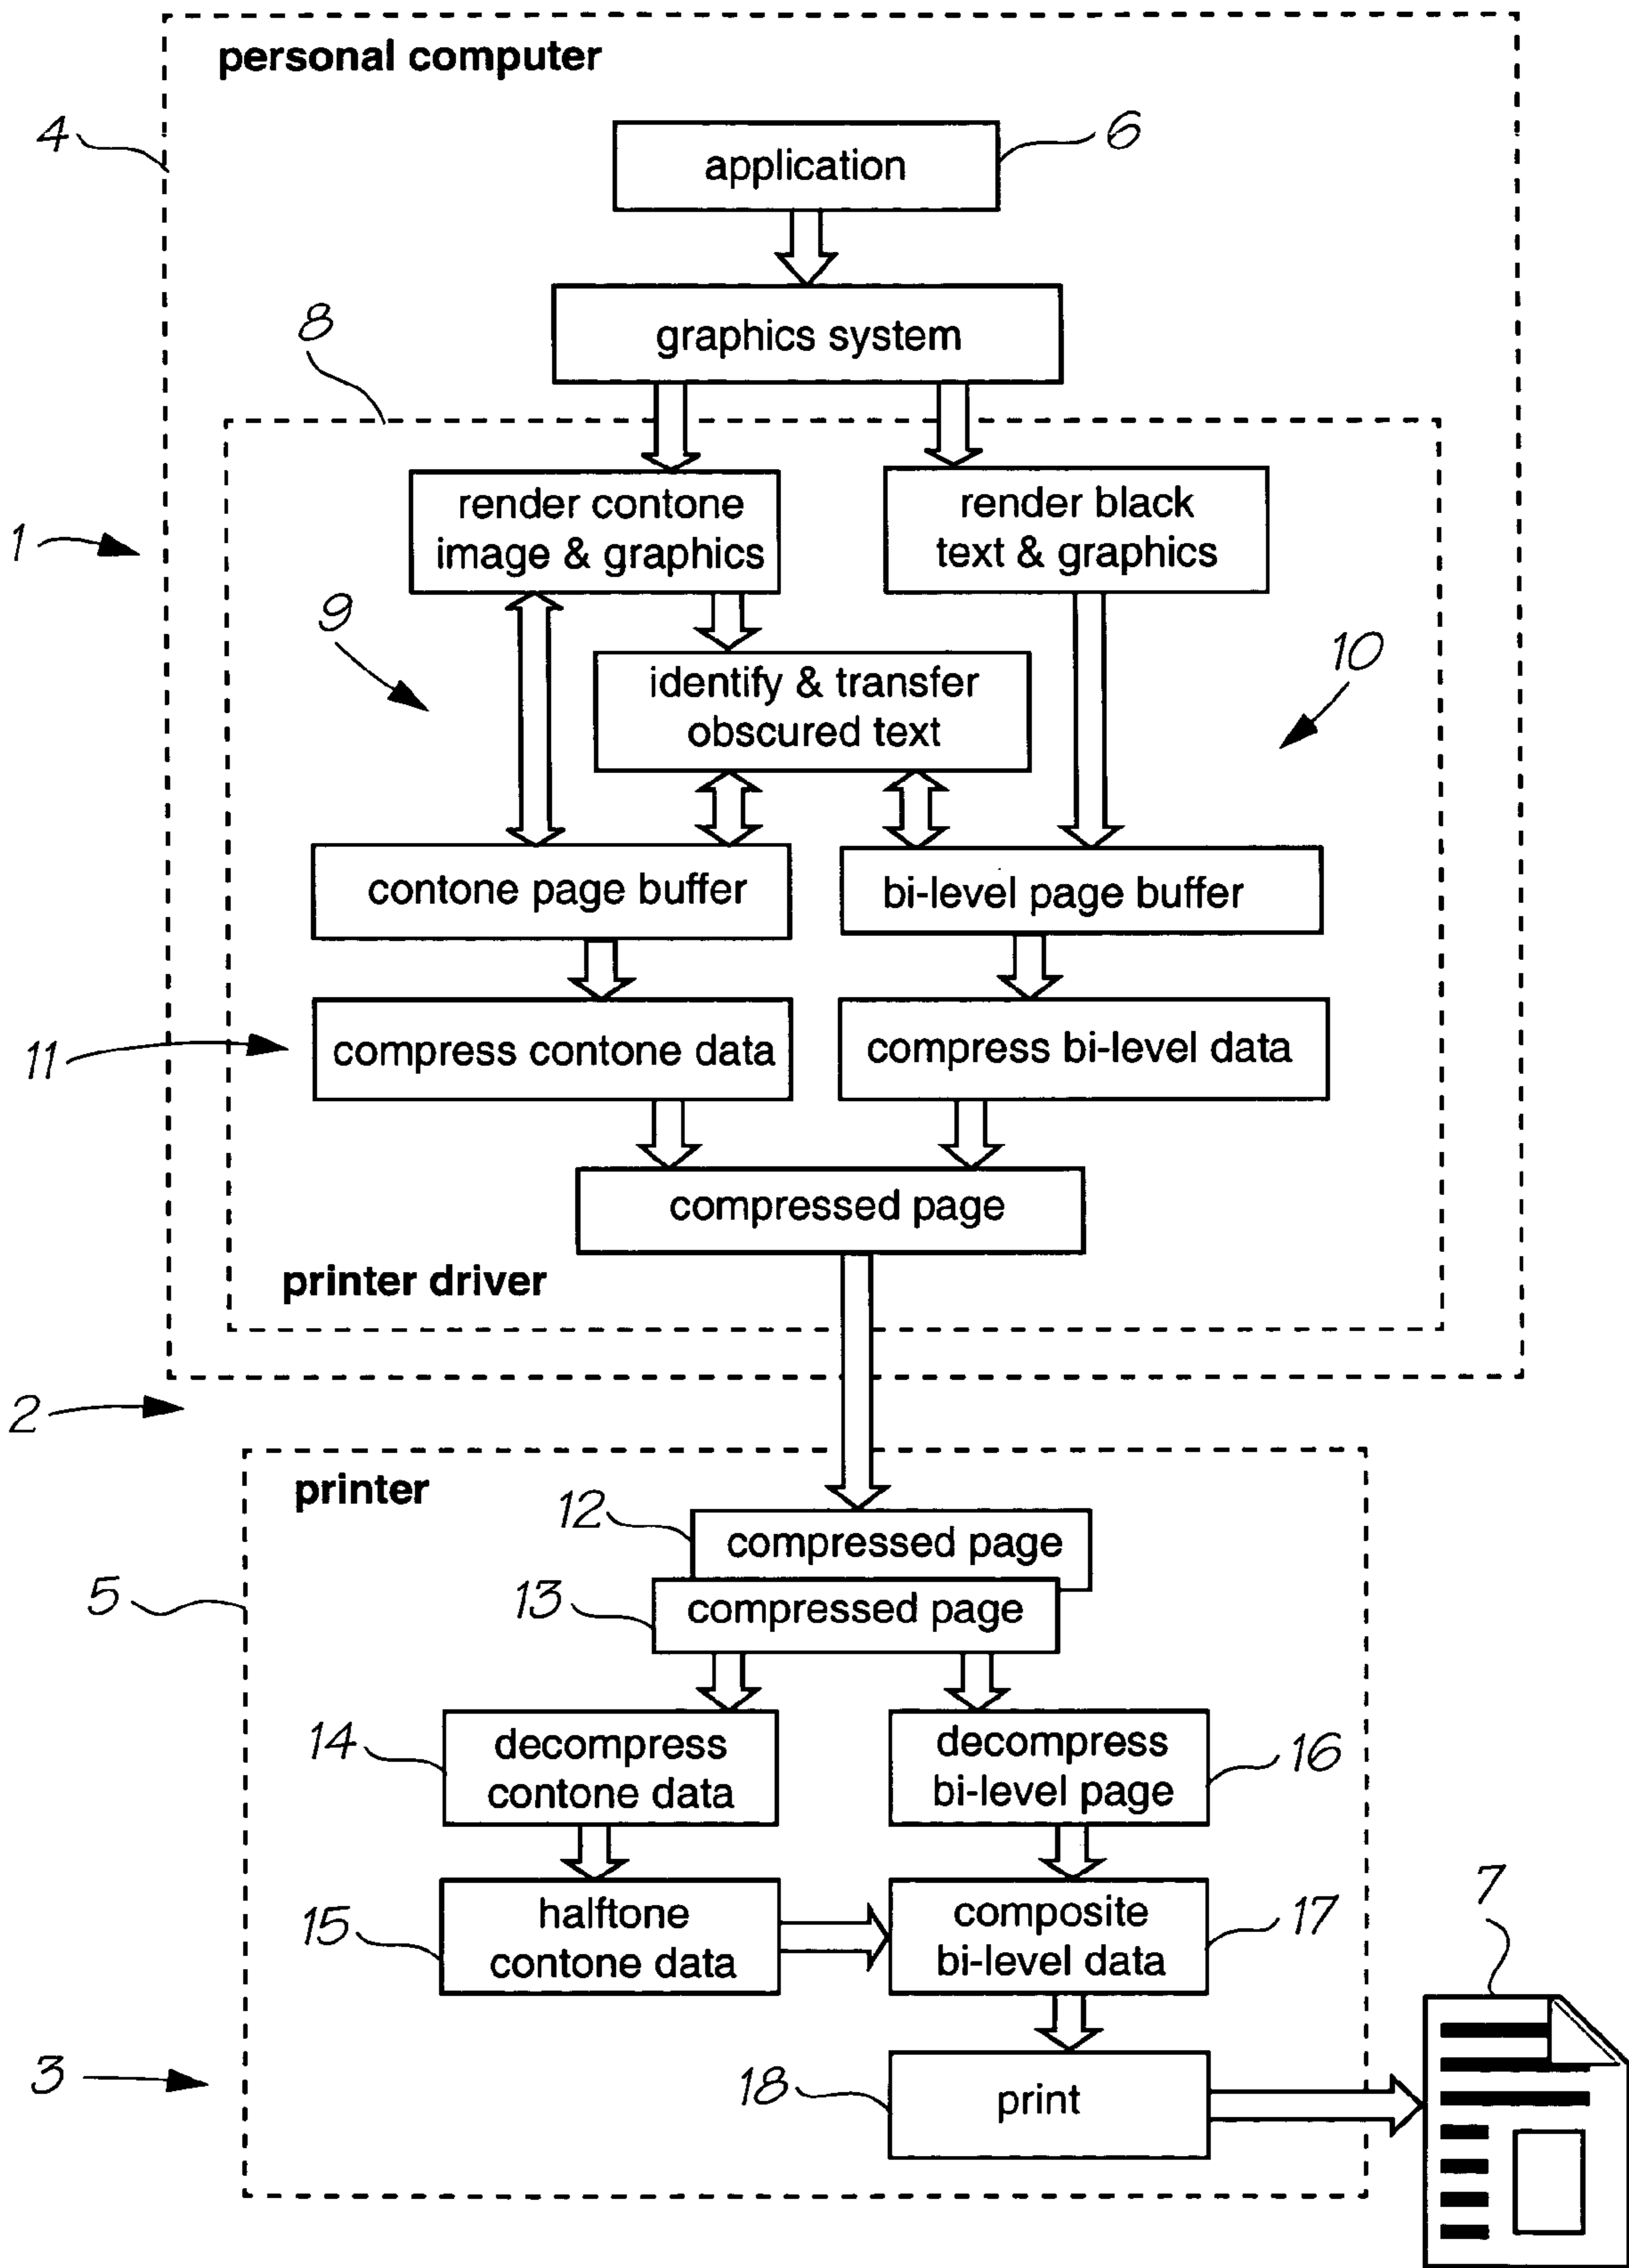 personal computer
4
6
application
8
graphics system
1
render contone
image & graphics
render black
text & graphics
9
10
identify & transfer
obscured text
contone page buffer
bi-level page buffer
11
compress contone data
compress bi-level data
compressed page
printer driver
2
printer
12
compressed page
5
13
compressed page
14
decompress
contone data
decompress
bi-level page
16
15
halftone
contone data
composite
bi-level data
17
7
3
18
print